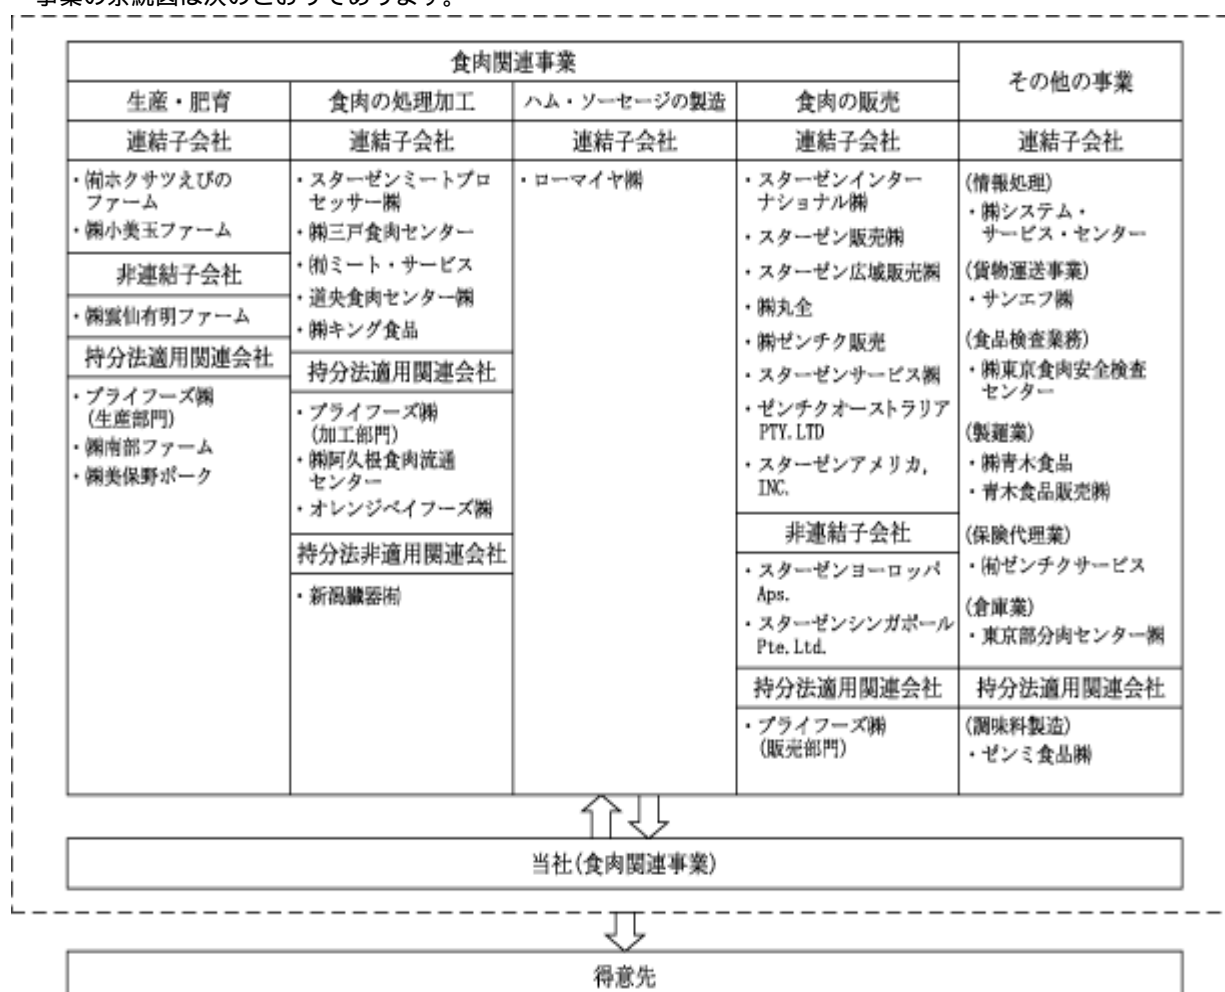 事業の系統図は次のとおりであります。
食肉関連事業
その他の事業
生産・肥育
食肉の処理加工
ハム・ソーセージの製造
食肉の販売
連結子会社
連結子会社
連結子会社
連結子会社
連結子会社
・㈲ホクサツえびの
ファーム
・㈱小美玉ファーム
非連結子会社
・㈱雲仙有明ファーム
持分法適用関連会社
・プライフーズ㈱
(生産部門)
・㈱南部ファーム
・㈱美保野ポーク
・スターゼンミートプロ
セッサー㈱
・㈱三戸食肉センター
・㈲ミート・サービス
・道央食肉センター㈱
・㈱キング食品
持分法適用関連会社
・プライフーズ㈱
(加工部門)
・㈱阿久根食肉流通
センター
・オレンジベイフーズ㈱
持分法非適用関連会社
・新潟臓器㈲
・ローマイヤ㈱
・スターゼンインター
ナショナル㈱
・スターゼン販売㈱
・スターゼン広域販売㈱
・㈱丸全
・㈱ゼンチク販売
・スターゼンサービス㈱
・ゼンチクオーストラリア
PTY.LTD
・スターゼンアメリカ,
INC.
非連結子会社
・スターゼンヨーロッパ
Aps.
・スターゼンシンガポール
Pte.Ltd.
持分法適用関連会社
・プライフーズ㈱
(販売部門)
(情報処理)
・㈱システム・
サービス・センター
(貨物運送事業)
・サンエフ㈱
(食品検査業務)
・㈱東京食肉安全検査
センター
(製麺業)
・㈱青木食品
・青木食品販売㈱
(保険代理業)
・㈲ゼンチクサービス
(倉庫業)
・東京部分肉センター㈱
持分法適用関連会社
(調味料製造)
・ゼンミ食品㈱
当社(食肉関連事業)
得意先